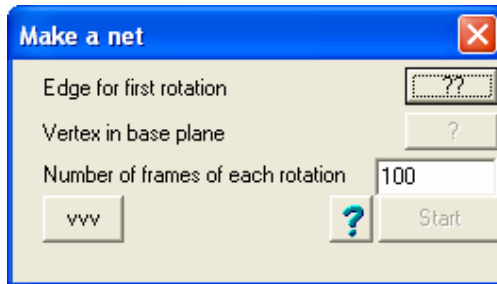 Make a net
Edge for first rotation ??
Vertex in base plane ?
Number of frames of each rotation 100
vvv ? Start